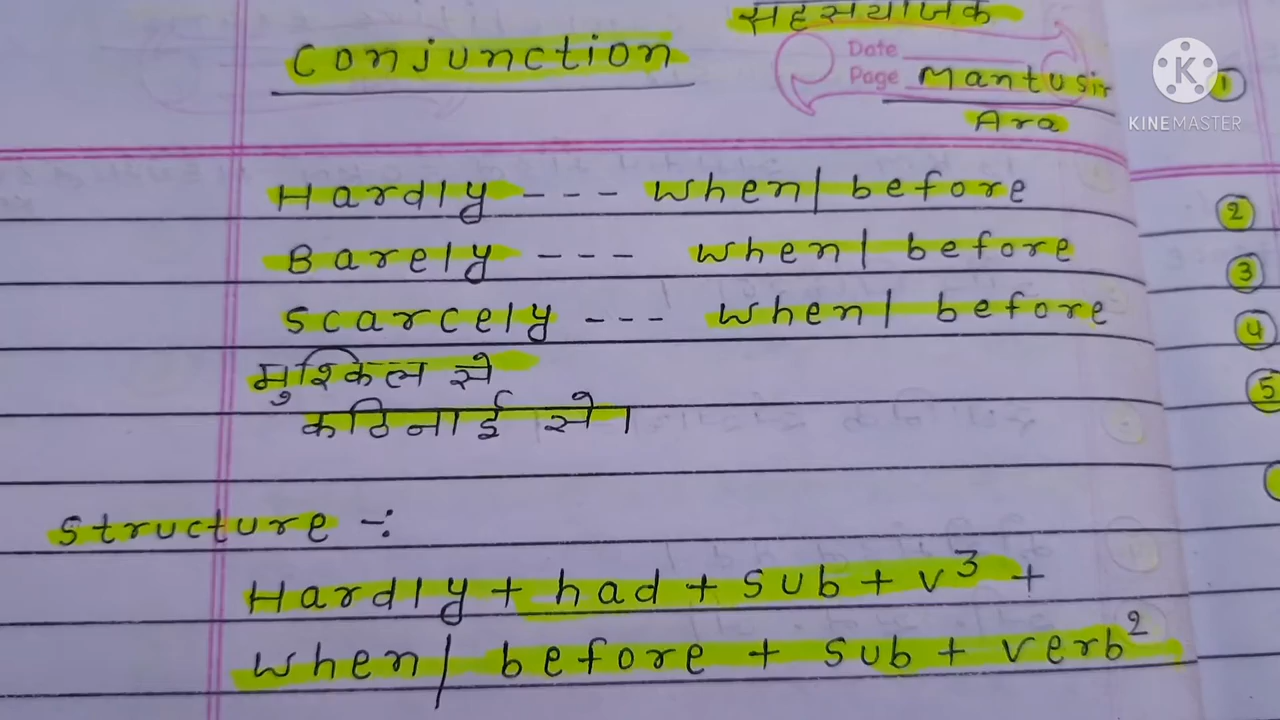 सहसयोजक
Conjunction
Date
Page Mantu sir
Ara
KINEMASTER
1
Hardly --- when/before
Barely --- when/before
Scarcely --- when/before
मुश्किल से
कठिनाई से।
2
3
4
5
Structure -:
Hardly + had + sub + v³ +
when/before + sub + verb²